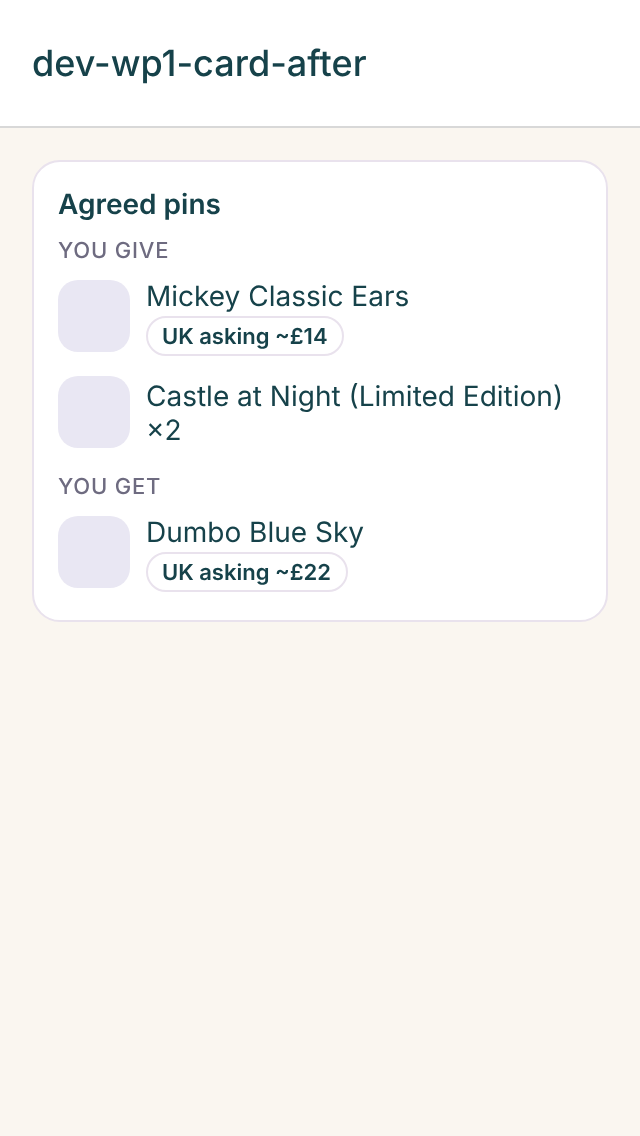 dev-wp1-card-after
Agreed pins
YOU GIVE
Mickey Classic Ears
UK asking ~£14
Castle at Night (Limited Edition)
×2
YOU GET
Dumbo Blue Sky
UK asking ~£22